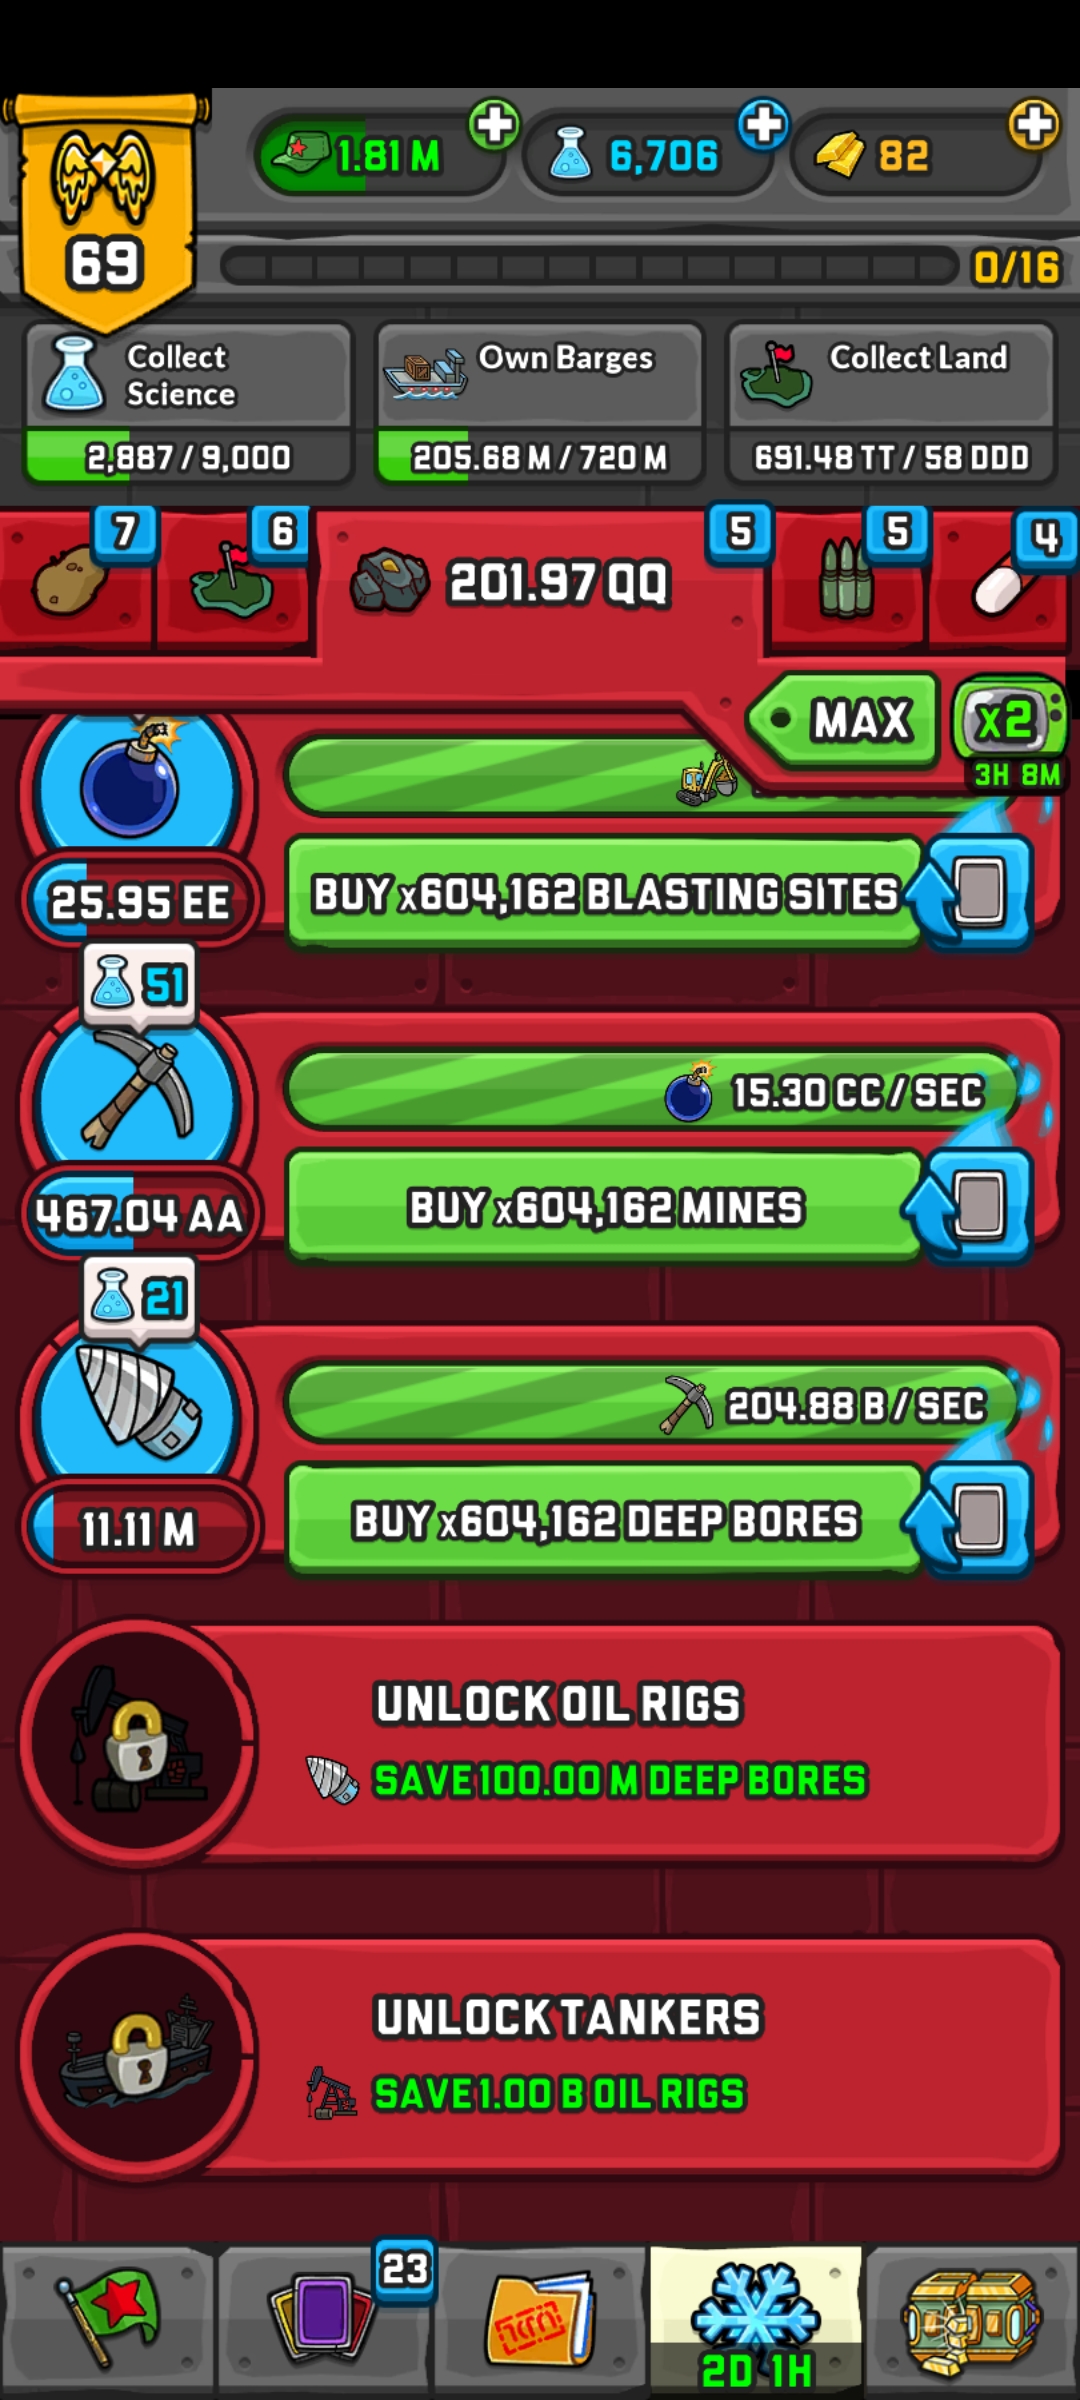 1.81 M
6,706
82
69
0/16
Collect
Science
2,887 / 9,000
Own Barges
205.68 M / 720 M
Collect Land
691.48 TT / 58 DDD
7
6
201.97 QQ
5
5
4
MAX
x2
3H 8M
25.95 EE
BUY x604,162 BLASTING SITES
51
15.30 CC / SEC
467.04 AA
BUY x604,162 MINES
21
204.88 B / SEC
11.11 M
BUY x604,162 DEEP BORES
UNLOCK OIL RIGS
SAVE 100.00 M DEEP BORES
UNLOCK TANKERS
SAVE 1.00 B OIL RIGS
23
2D 1H